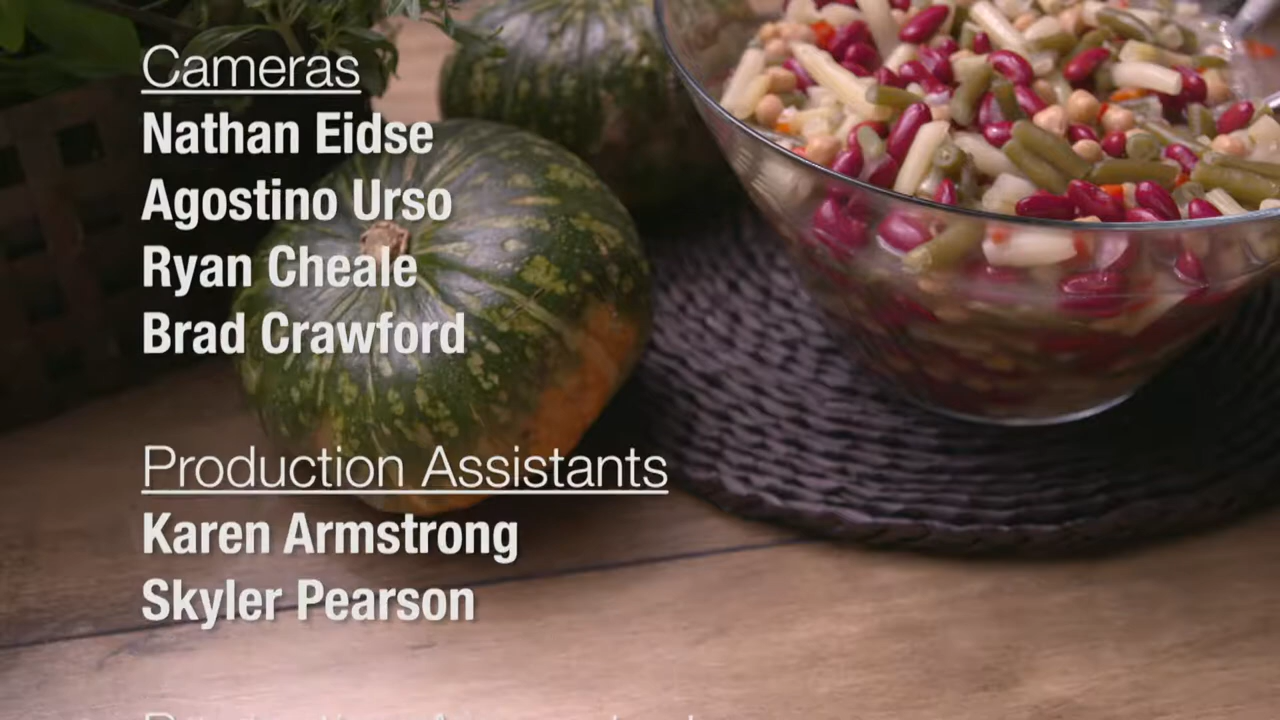 Cameras
Nathan Eidse
Agostino Urso
Ryan Cheale
Brad Crawford
Production Assistants
Karen Armstrong
Skyler Pearson